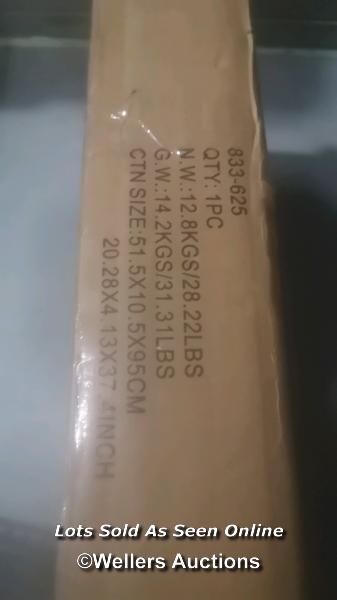 833-625
QTY: 1PC
N.W.:12.8KGS/28.22LBS
G.W.:14.2KGS/31.31LBS
CTN SIZE:51.5X10.5X95CM
20.28X4.13X37.4INCH
Lots Sold As Seen Online
©Wellers Auctions